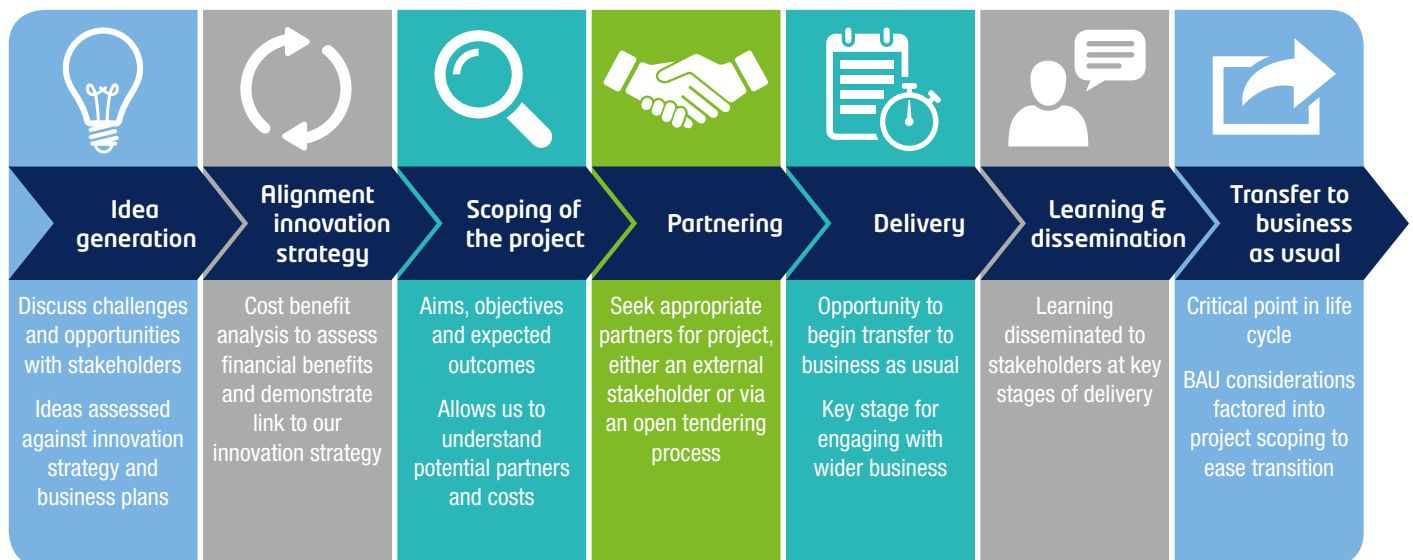 Idea
generation
Discuss challenges
and opportunities
with stakeholders
Ideas assessed
against innovation
strategy and
business plans
Alignment
innovation
strategy
Cost benefit
analysis to assess
financial benefits
and demonstrate
link to our
innovation strategy
Scoping of
the project
Aims, objectives
and expected
outcomes
Allows us to
understand
potential partners
and costs
Partnering
Seek appropriate
partners for project,
either an external
stakeholder or via
an open tendering
process
Delivery
Opportunity to
begin transfer to
business as usual
Key stage for
engaging with
wider business
Learning &
dissemination
Learning
disseminated to
stakeholders at key
stages of delivery
Transfer to
business
as usual
Critical point in life
cycle
BAU considerations
factored into
project scoping to
ease transition